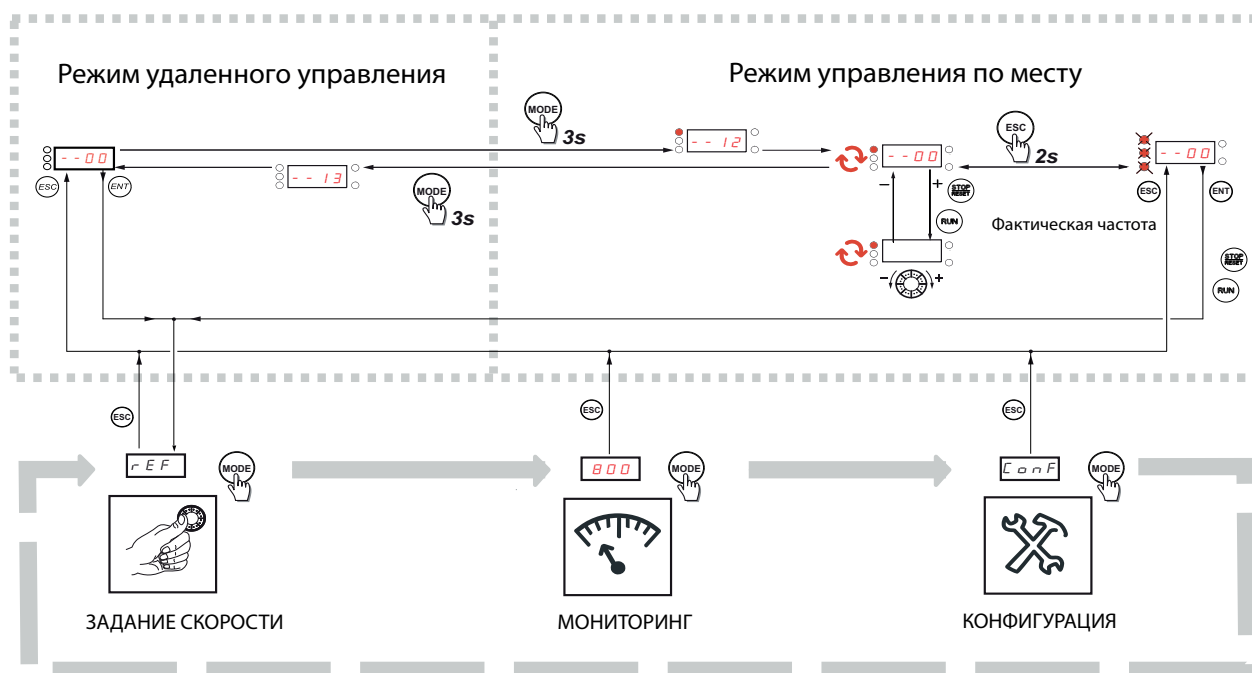 Режим удаленного управления
Режим управления по месту
MODE
3s
- - 12
ESC
2s
- - 00
- - 00
- - 00
- - 13
MODE
3s
ESC
ENT
- +
STOP
RESET
RUN
Фактическая частота
ESC
ENT
STOP
RESET
RUN
- +
ESC
ESC
ESC
rEF
MODE
800
MODE
ConF
MODE
ЗАДАНИЕ СКОРОСТИ
МОНИТОРИНГ
КОНФИГУРАЦИЯ